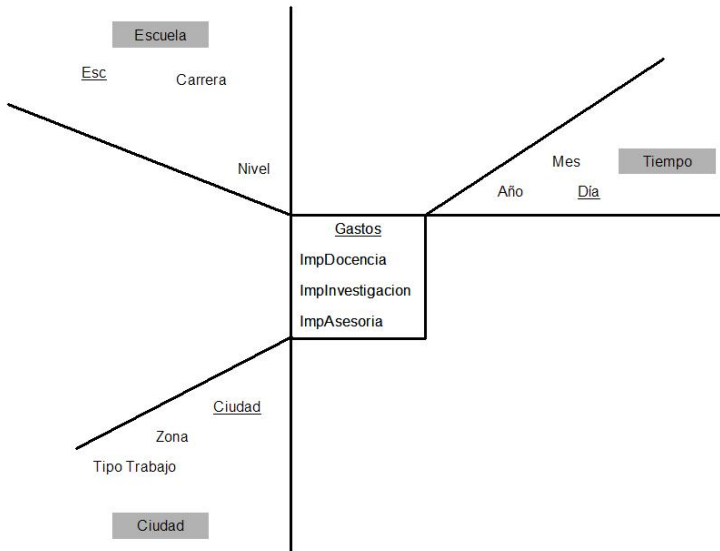 Escuela
Esc
Carrera
Nivel
Mes
Tiempo
Año
Día
Gastos
ImpDocencia
ImpInvestigacion
ImpAsesoria
Ciudad
Zona
Tipo Trabajo
Ciudad